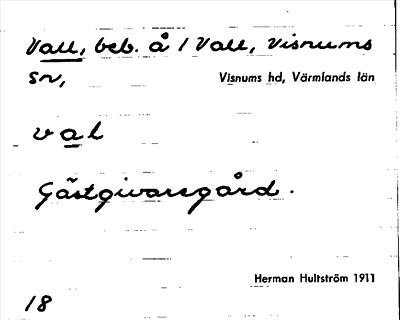 Vall, beb. å 1 Vall, Visnums
sn, Visnums hd, Värmlands län
val
Gästgivaregård.
Herman Hultström 1911
18